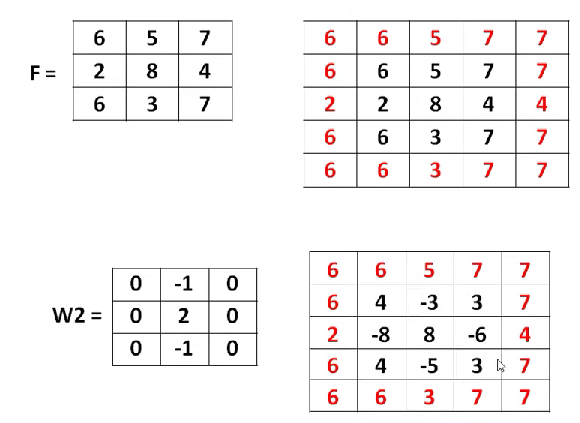 6 5 7
F = 2 8 4
6 3 7
6 6 5 7 7
6 6 5 7 7
2 2 8 4 4
6 6 3 7 7
6 6 3 7 7
0 -1 0
W2 = 0 2 0
0 -1 0
6 6 5 7 7
6 4 -3 3 7
2 -8 8 -6 4
6 4 -5 3 7
6 6 3 7 7